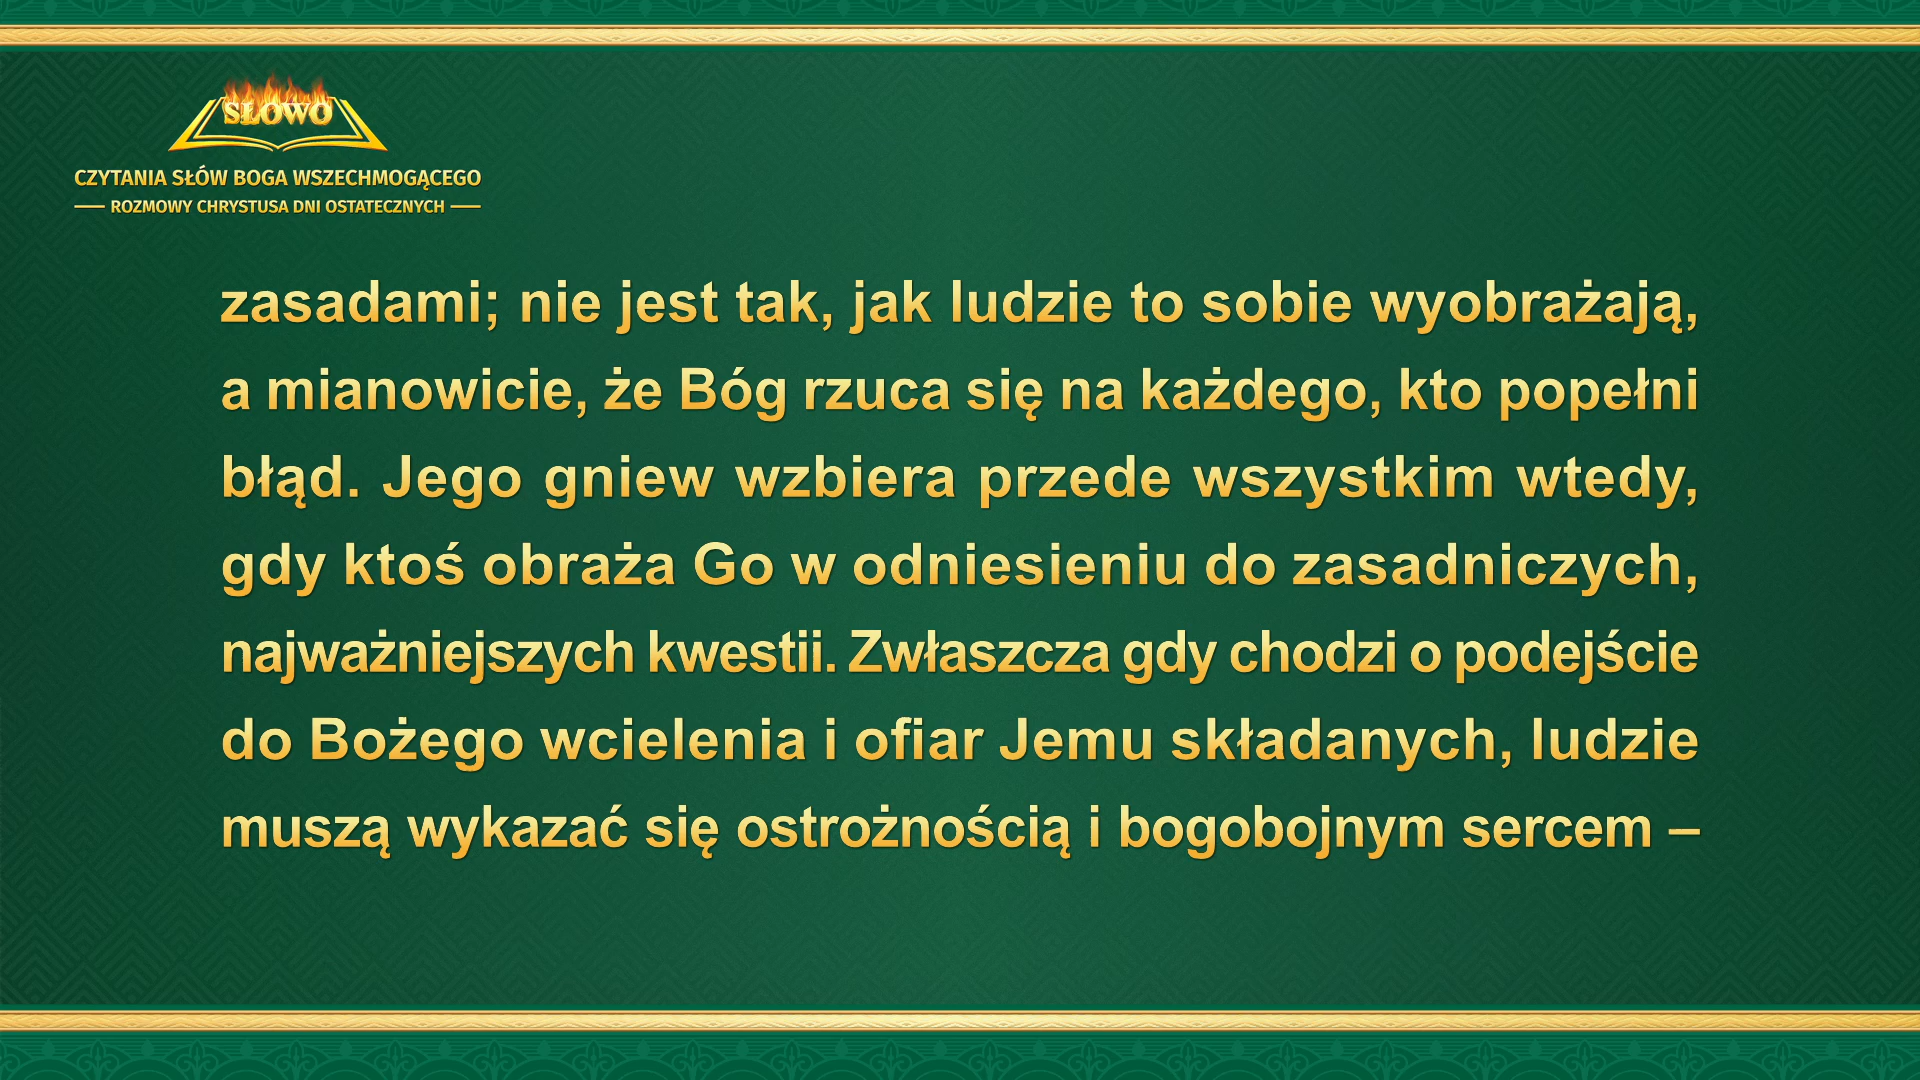 SŁOWO
CZYTANIA SŁÓW BOGA WSZECHMOGĄCEGO
ROZMOWY CHRYSTUSA DNI OSTATECZNYCH
zasadami; nie jest tak, jak ludzie to sobie wyobrażają,
a mianowicie, że Bóg rzuca się na każdego, kto popełni
błąd. Jego gniew wzbiera przede wszystkim wtedy,
gdy ktoś obraża Go w odniesieniu do zasadniczych,
najważniejszych kwestii. Zwłaszcza gdy chodzi o podejście
do Bożego wcielenia i ofiar Jemu składanych, ludzie
muszą wykazać się ostrożnością i bogobojnym sercem –